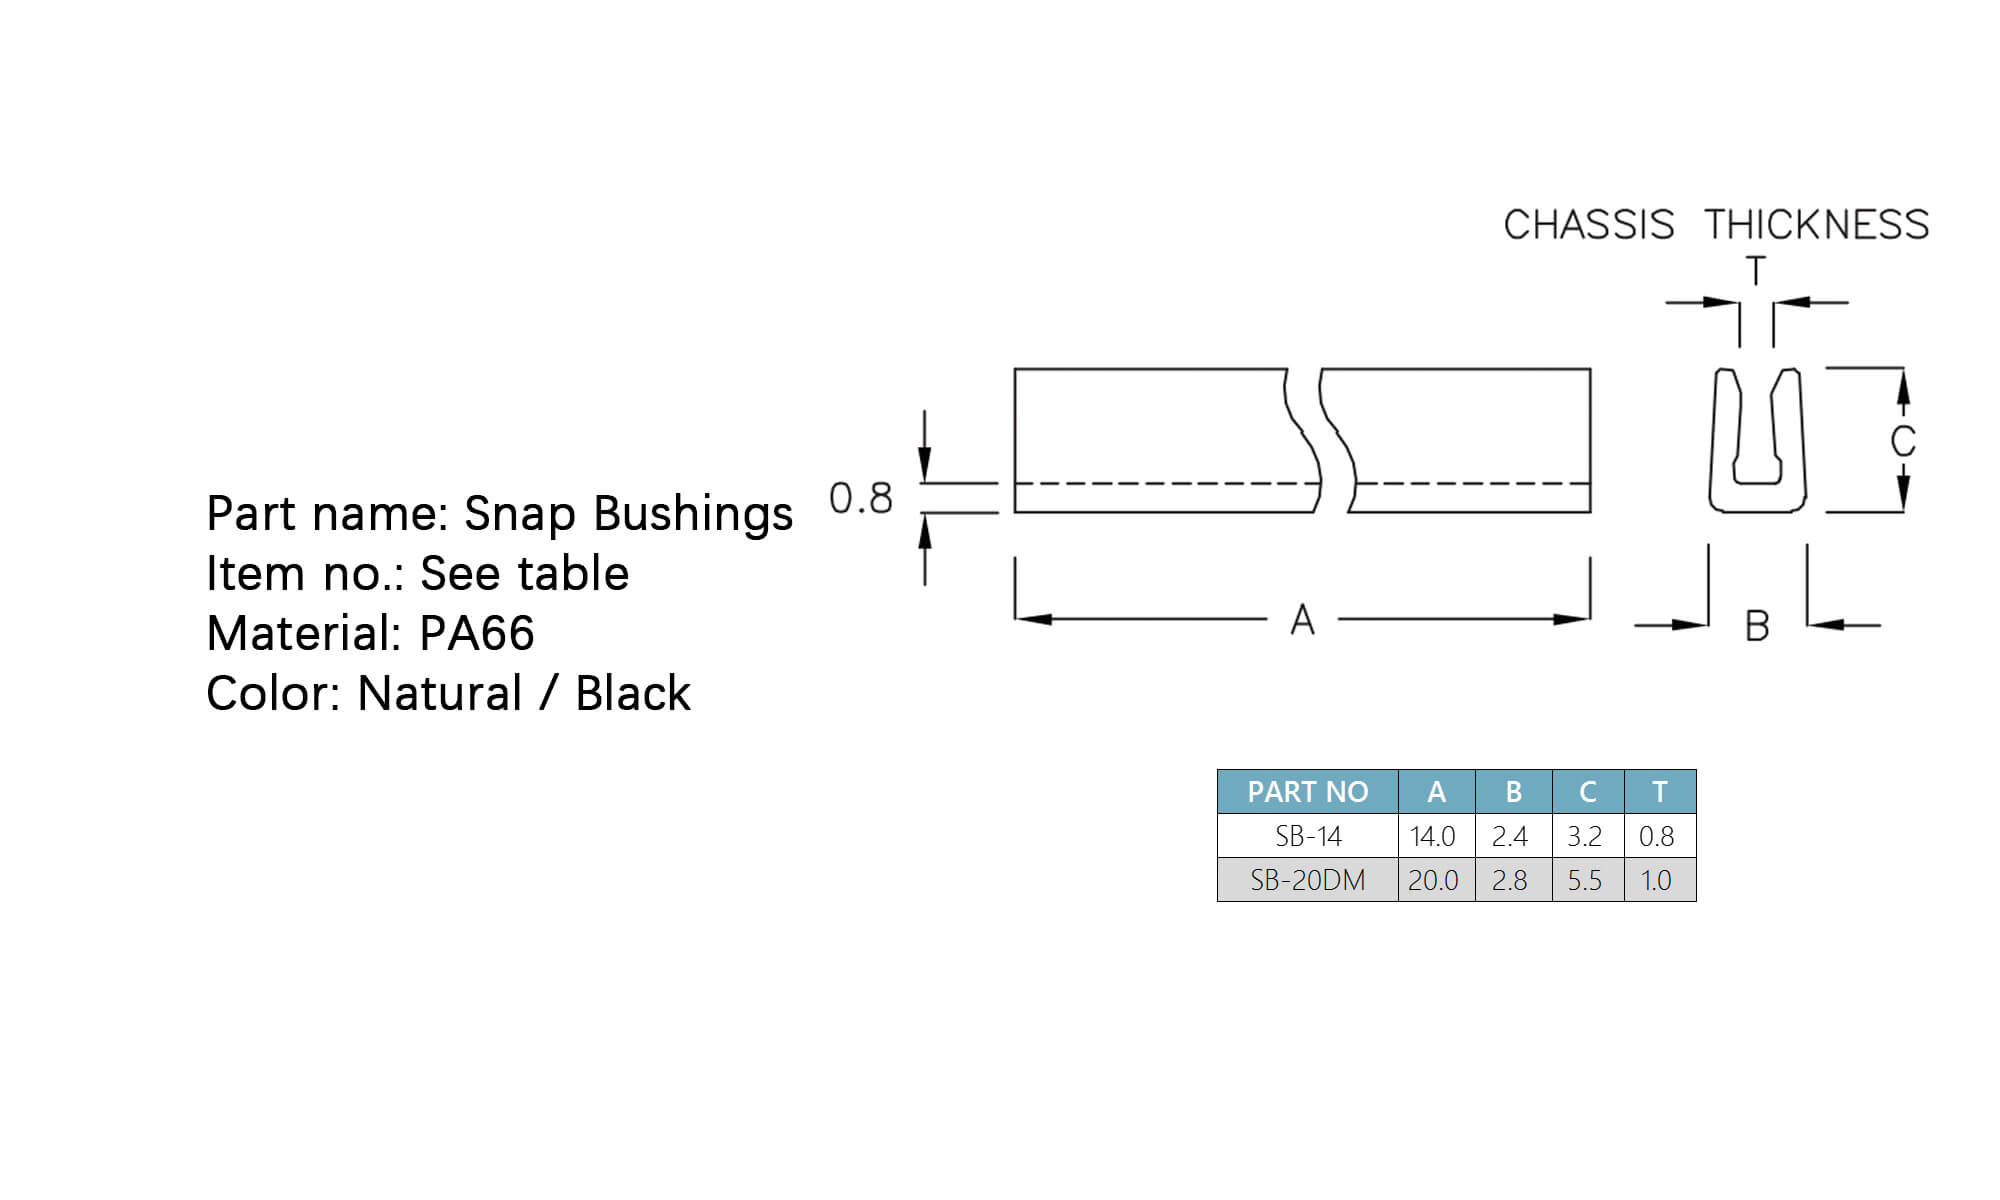 CHASSIS THICKNESS
T
C
0.8
Part name: Snap Bushings
Item no.: See table
Material: PA66
Color: Natural / Black
A
B
PART NO A B C T
SB-14 14.0 2.4 3.2 0.8
SB-20DM 20.0 2.8 5.5 1.0